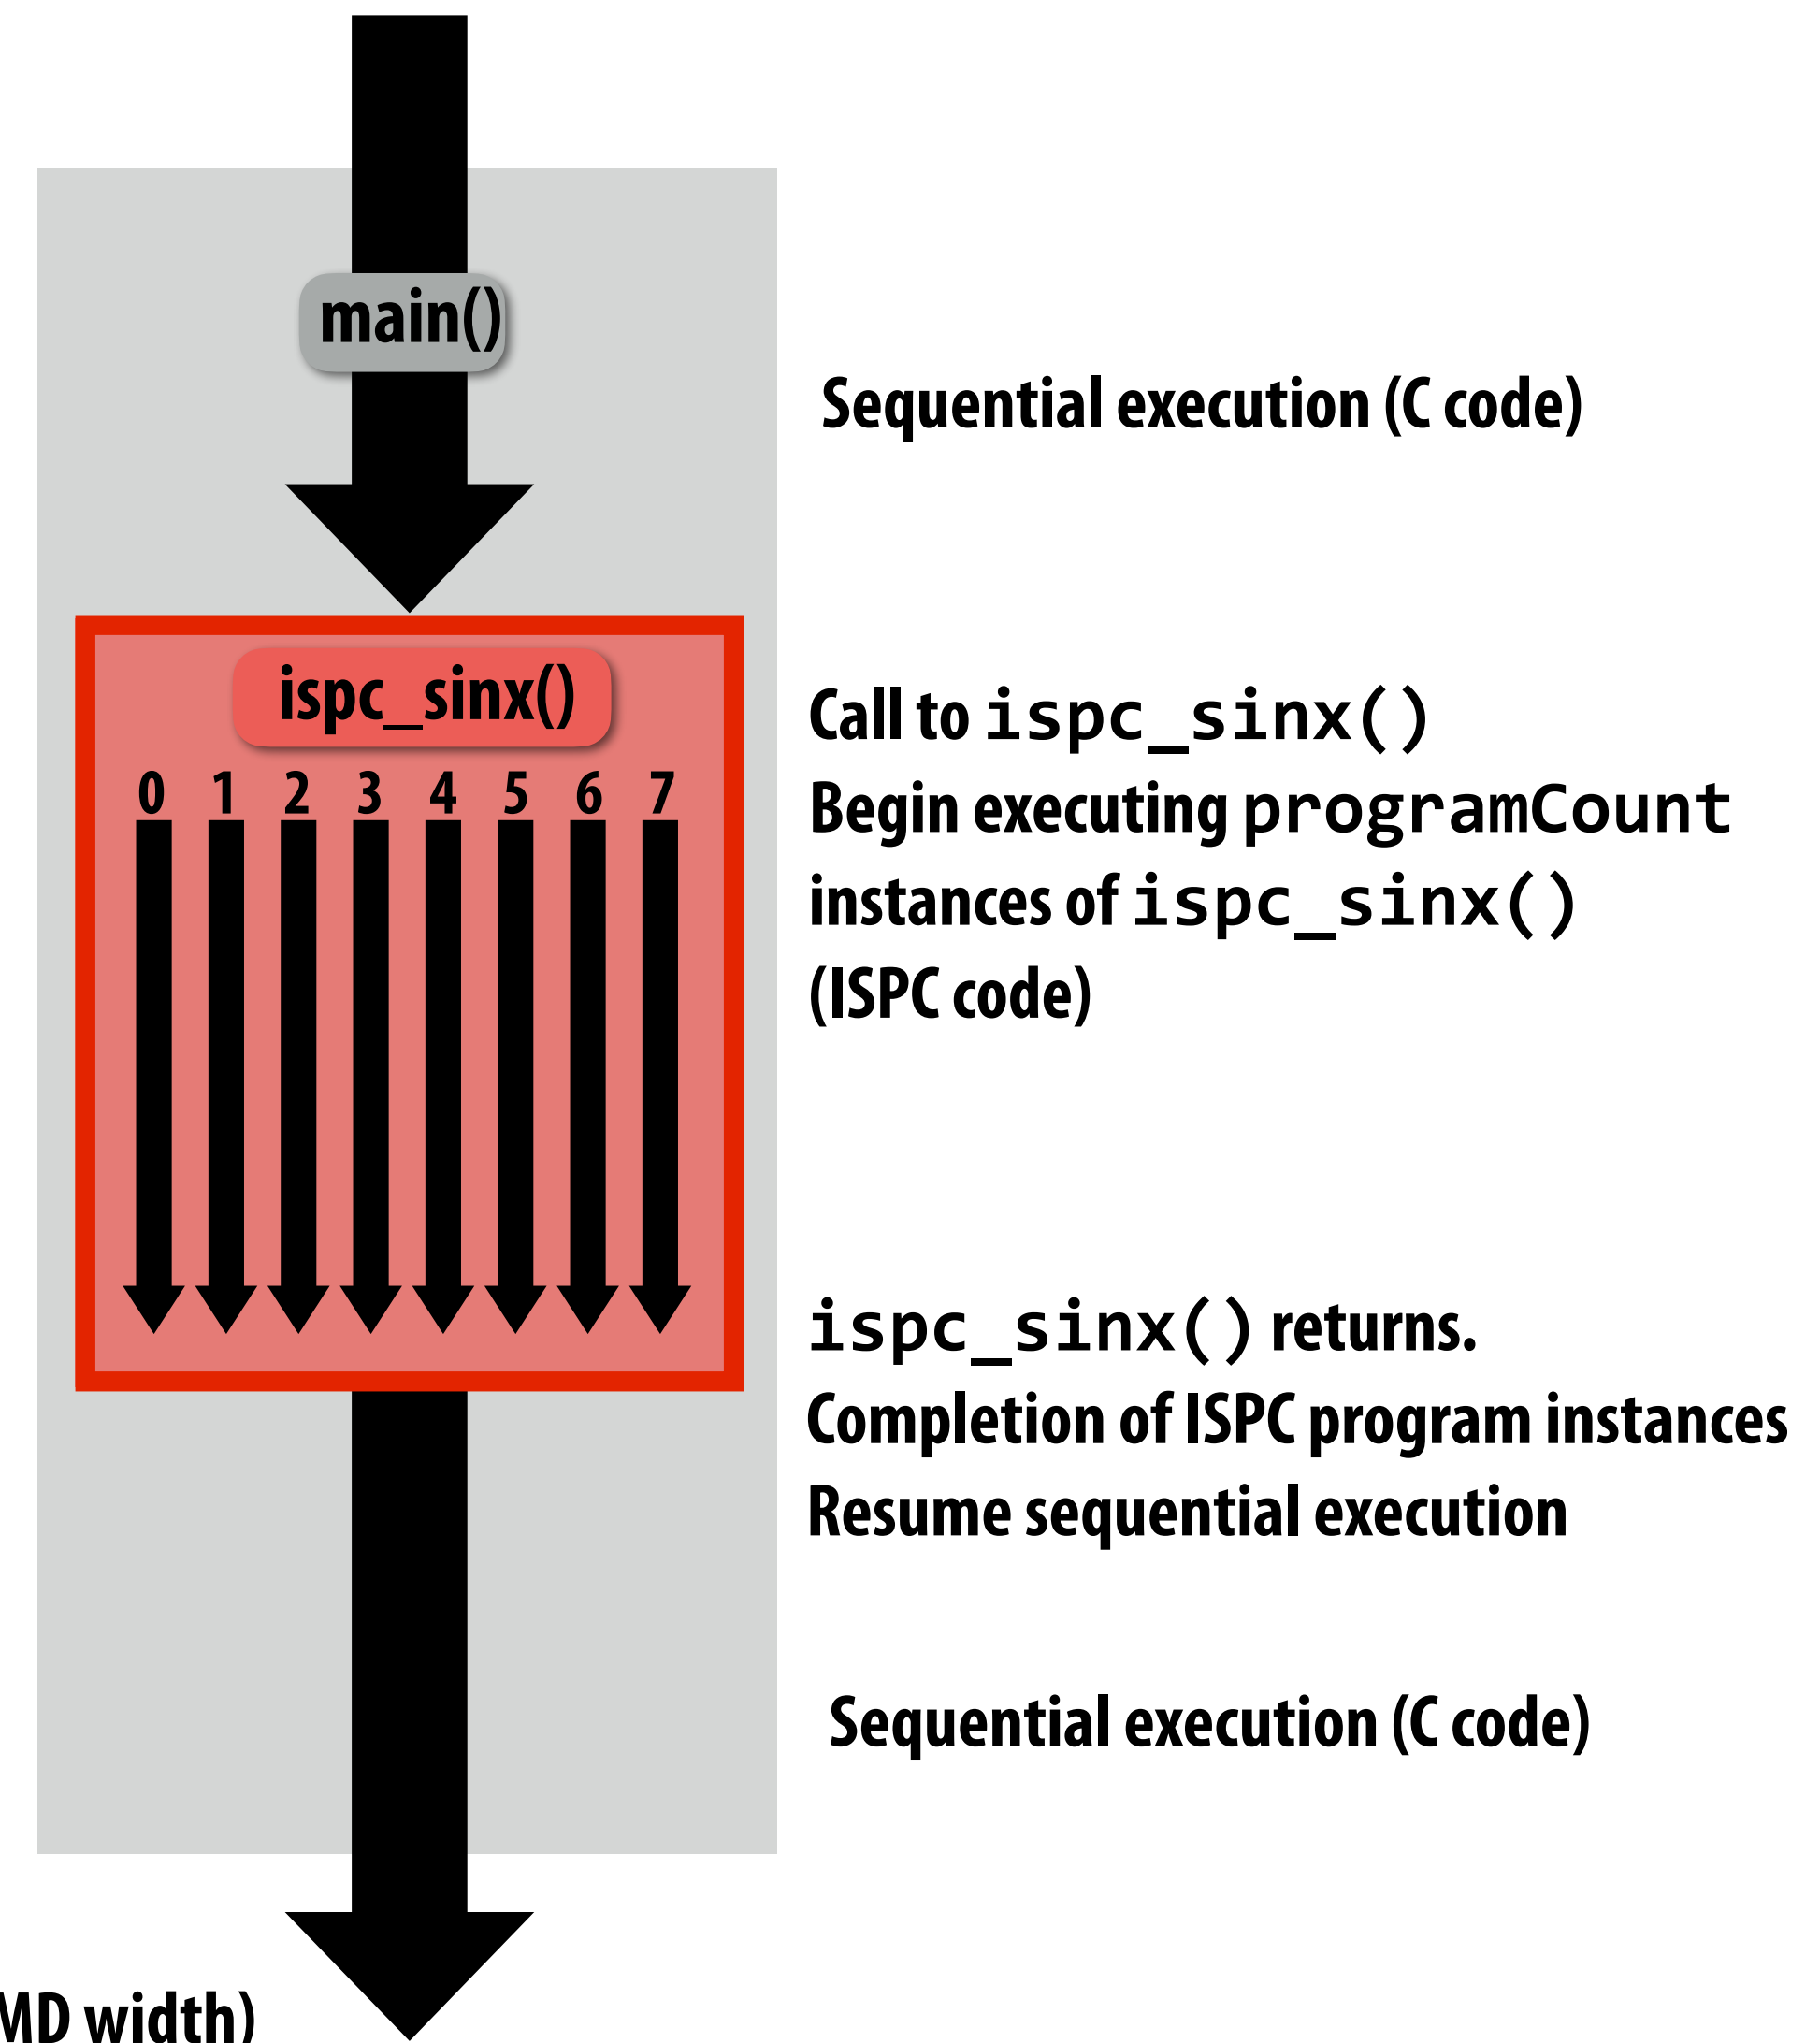 main()
Sequential execution (C code)
ispc_sinx()
0 1 2 3 4 5 6 7
Call to ispc_sinx()
Begin executing programCount
instances of ispc_sinx()
(ISPC code)
ispc_sinx() returns.
Completion of ISPC program instances
Resume sequential execution
Sequential execution (C code)
MD width)